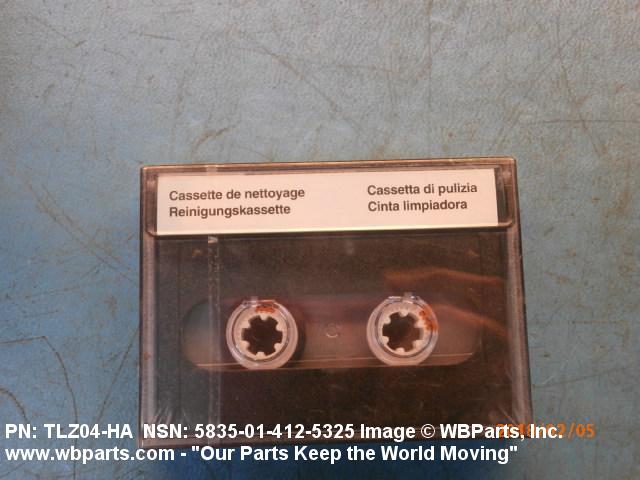 Cassette de nettoyage
Reinigungskassette
Cassetta di pulizia
Cinta limpiadora
PN: TLZ04-HA NSN: 5835-01-412-5325 Image © WBParts, Inc.
www.wbparts.com - "Our Parts Keep the World Moving"